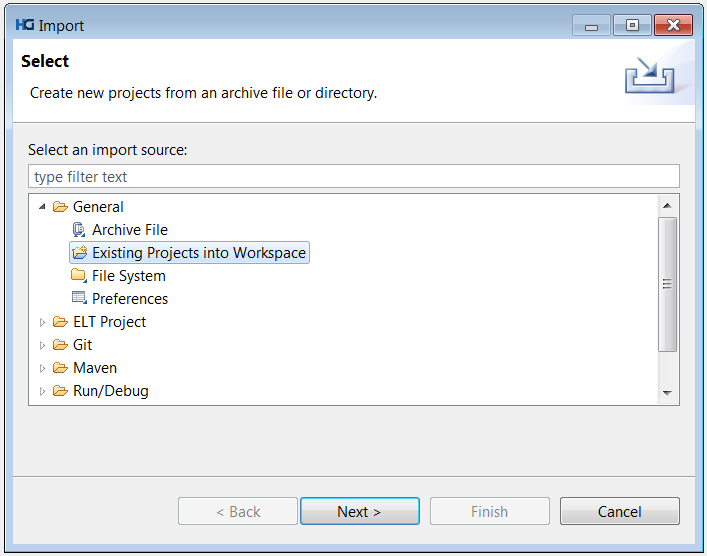 HG Import
Select
Create new projects from an archive file or directory.
Select an import source:
type filter text
General
Archive File
Existing Projects into Workspace
File System
Preferences
ELT Project
Git
Maven
Run/Debug
< Back Next > Finish Cancel